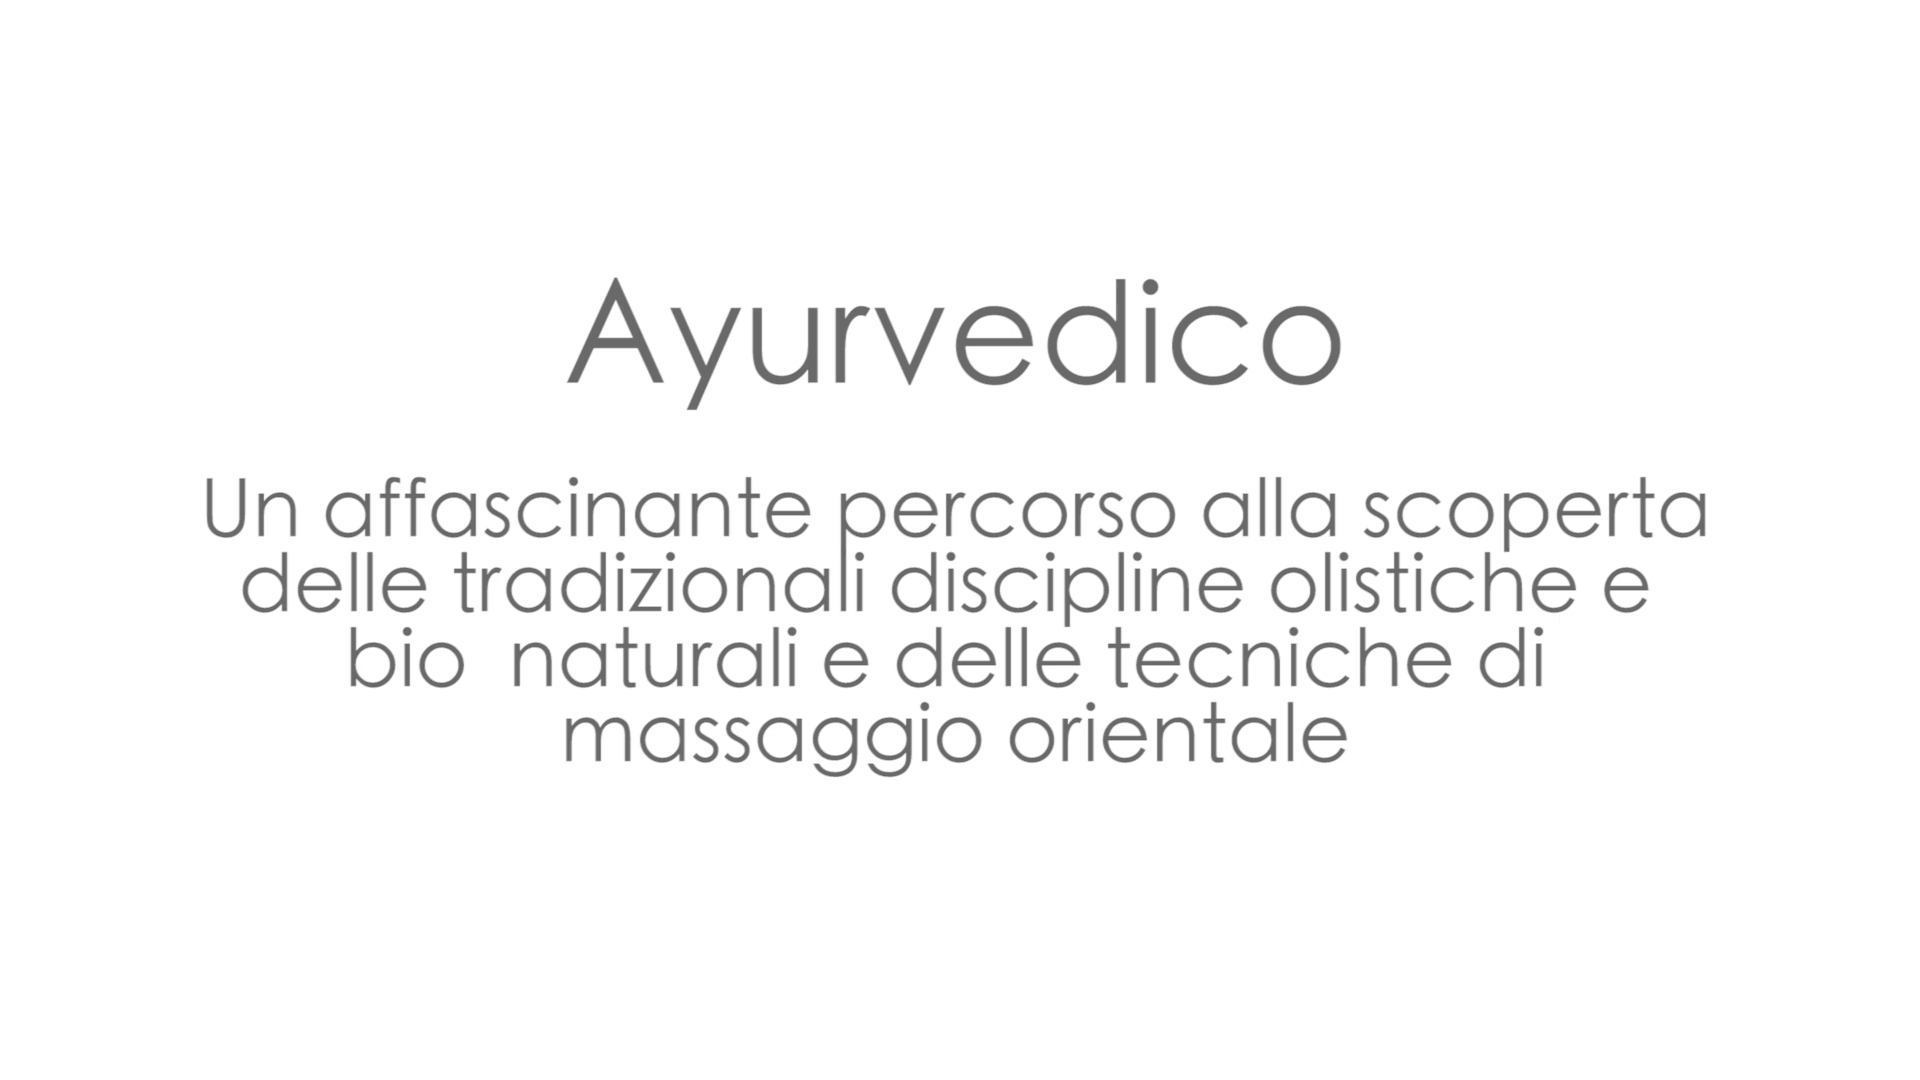 Ayurvedico
Un affascinante percorso alla scoperta
delle tradizionali discipline olistiche e
bio  naturali e delle tecniche di
massaggio orientale